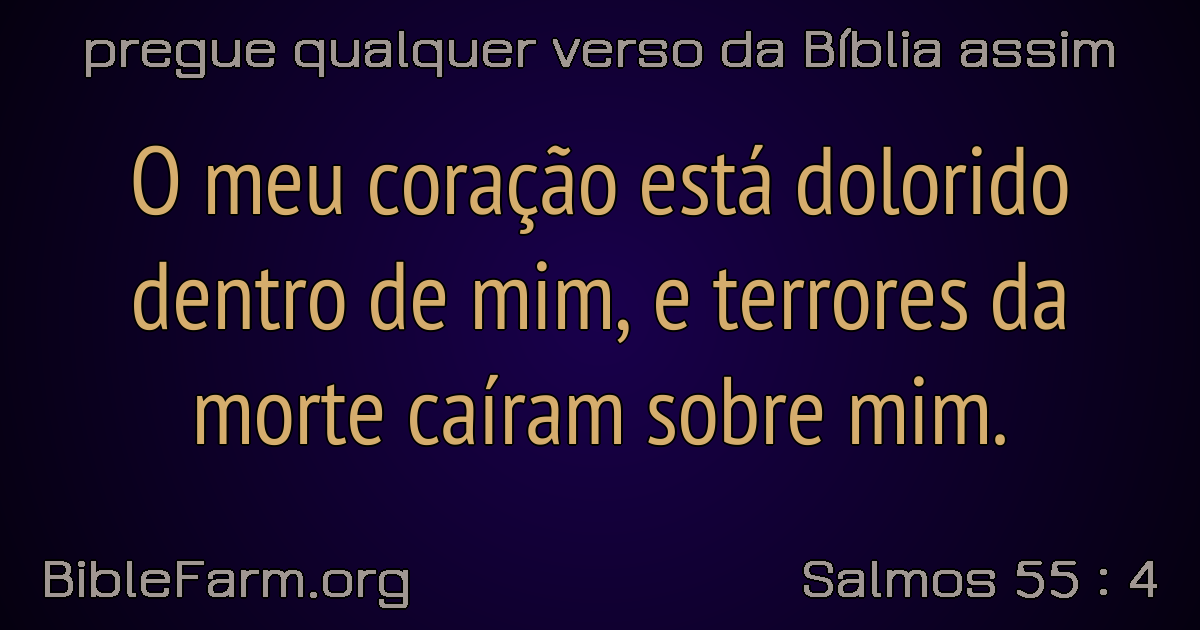 pregue qualquer verso da Bíblia assim
O meu coração está dolorido
dentro de mim, e terrores da
morte caíram sobre mim.
BibleFarm.org
Salmos 55 : 4